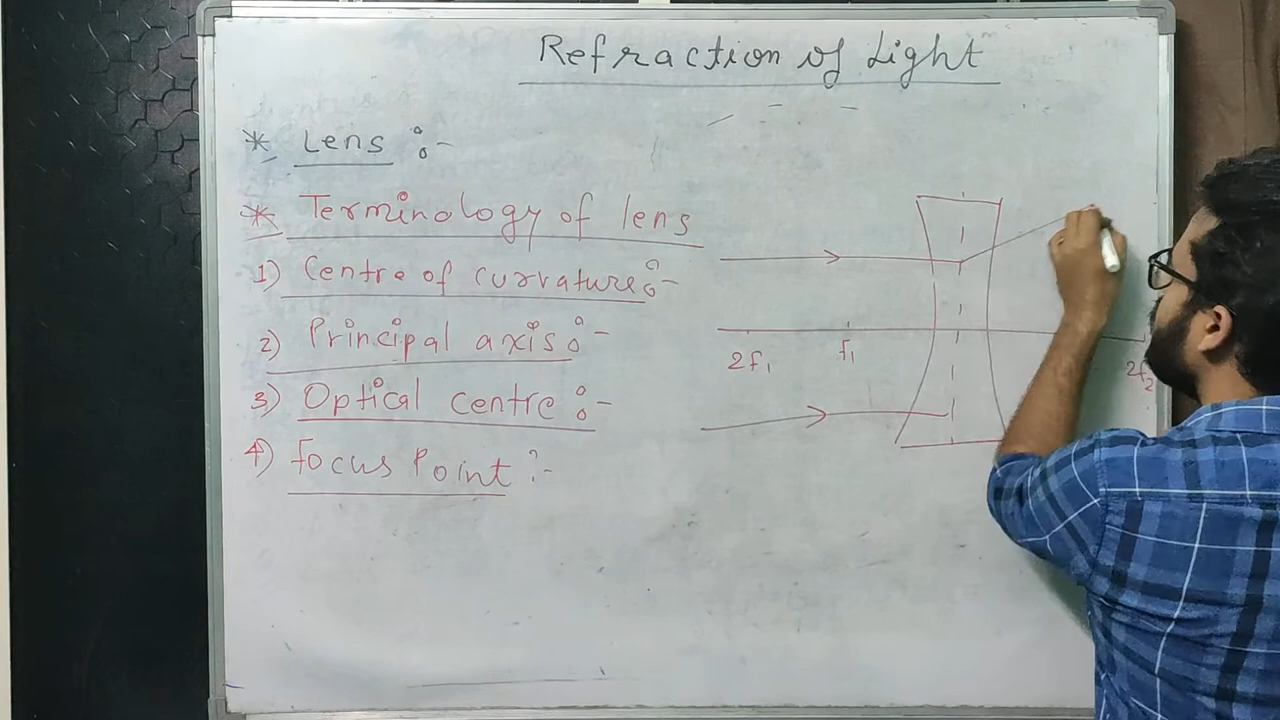 Refraction of Light
* Lens :-
* Terminology of lens
1) Centre of curvature :-
2) Principal axis :-
3) Optical centre :-
4) Focus Point :-
2f₁
f₁
2f₂